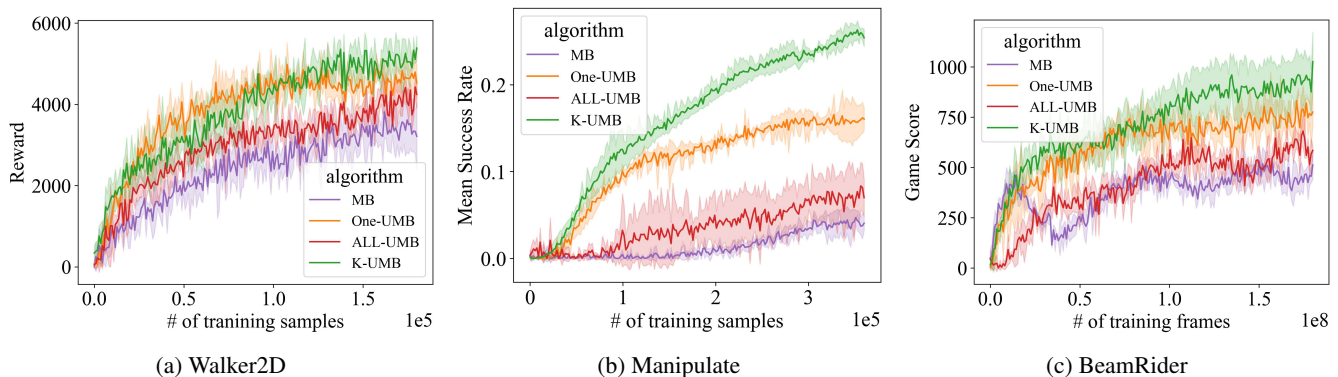 6000
4000
2000
0
Reward
algorithm
MB
One-UMB
ALL-UMB
K-UMB
0.0
0.5
1.0
1.5
# of tranining samples
1e5
(a) Walker2D
0.2
0.1
0.0
Mean Success Rate
algorithm
MB
One-UMB
ALL-UMB
K-UMB
0
1
2
3
# of training samples
1e5
(b) Manipulate
1000
750
500
250
0
Game Sccore
algorithm
MB
One-UMB
ALL-UMB
K-UMB
0.0
0.5
1.0
1.5
# of training frames
1e8
(c) BeamRider